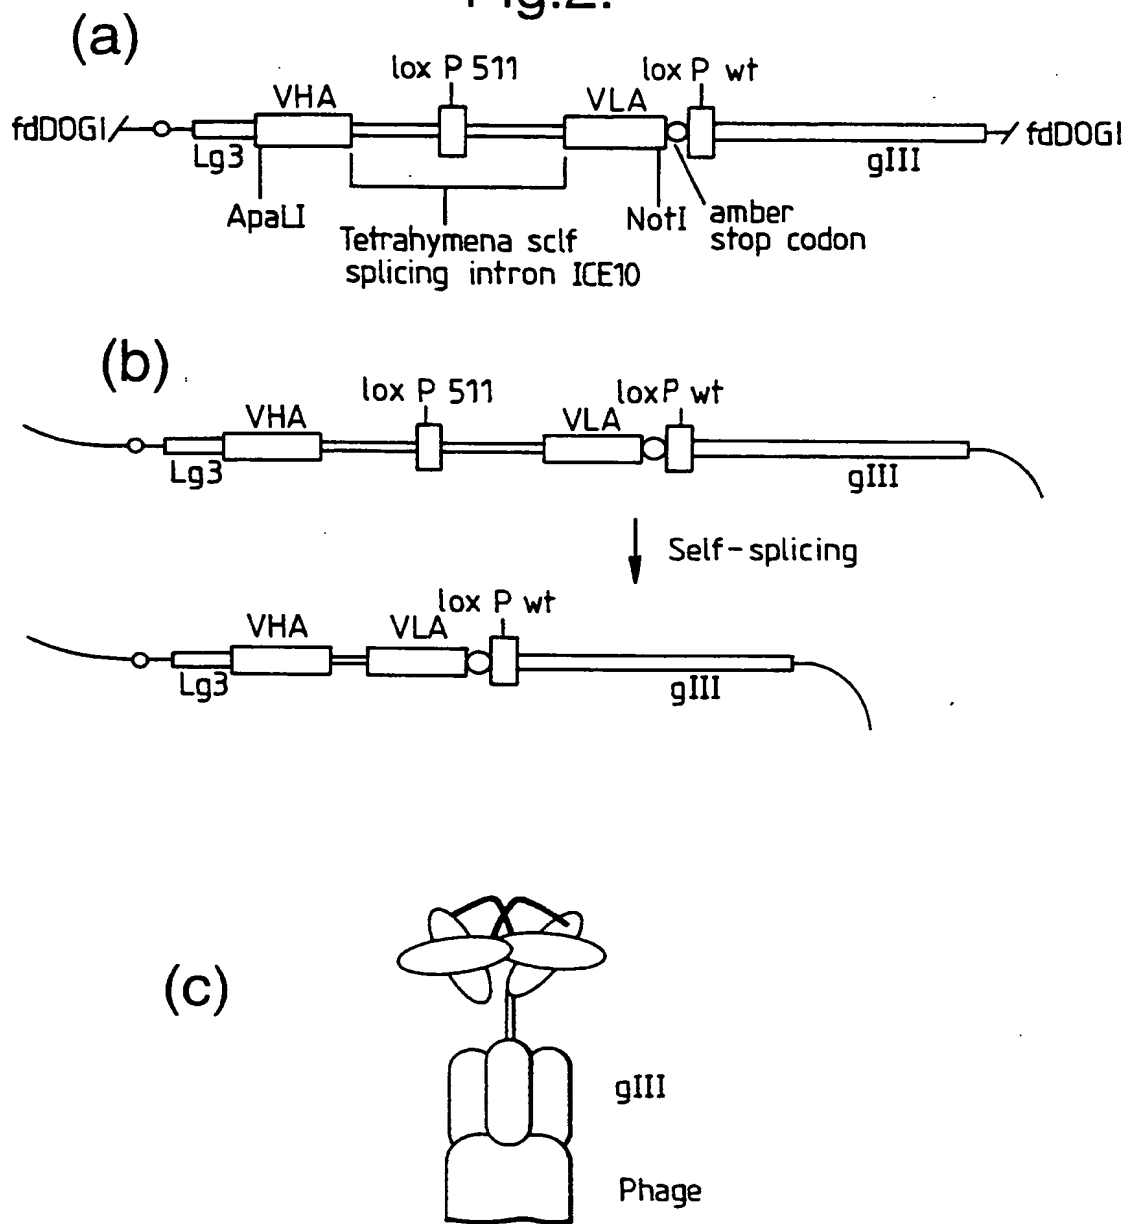 Fig.2.
(a)
lox P 511
lox P wt
VHA
VLA
fdDOGI
fdDOGI
Lg3
gIII
ApaLI
NotI
amber
stop codon
Tetrahymena sclf
splicing intron ICE10
(b)
lox P 511
loxP wt
VHA
VLA
Lg3
gIII
Self-splicing
lox P wt
VHA
VLA
Lg3
gIII
(c)
gIII
Phage